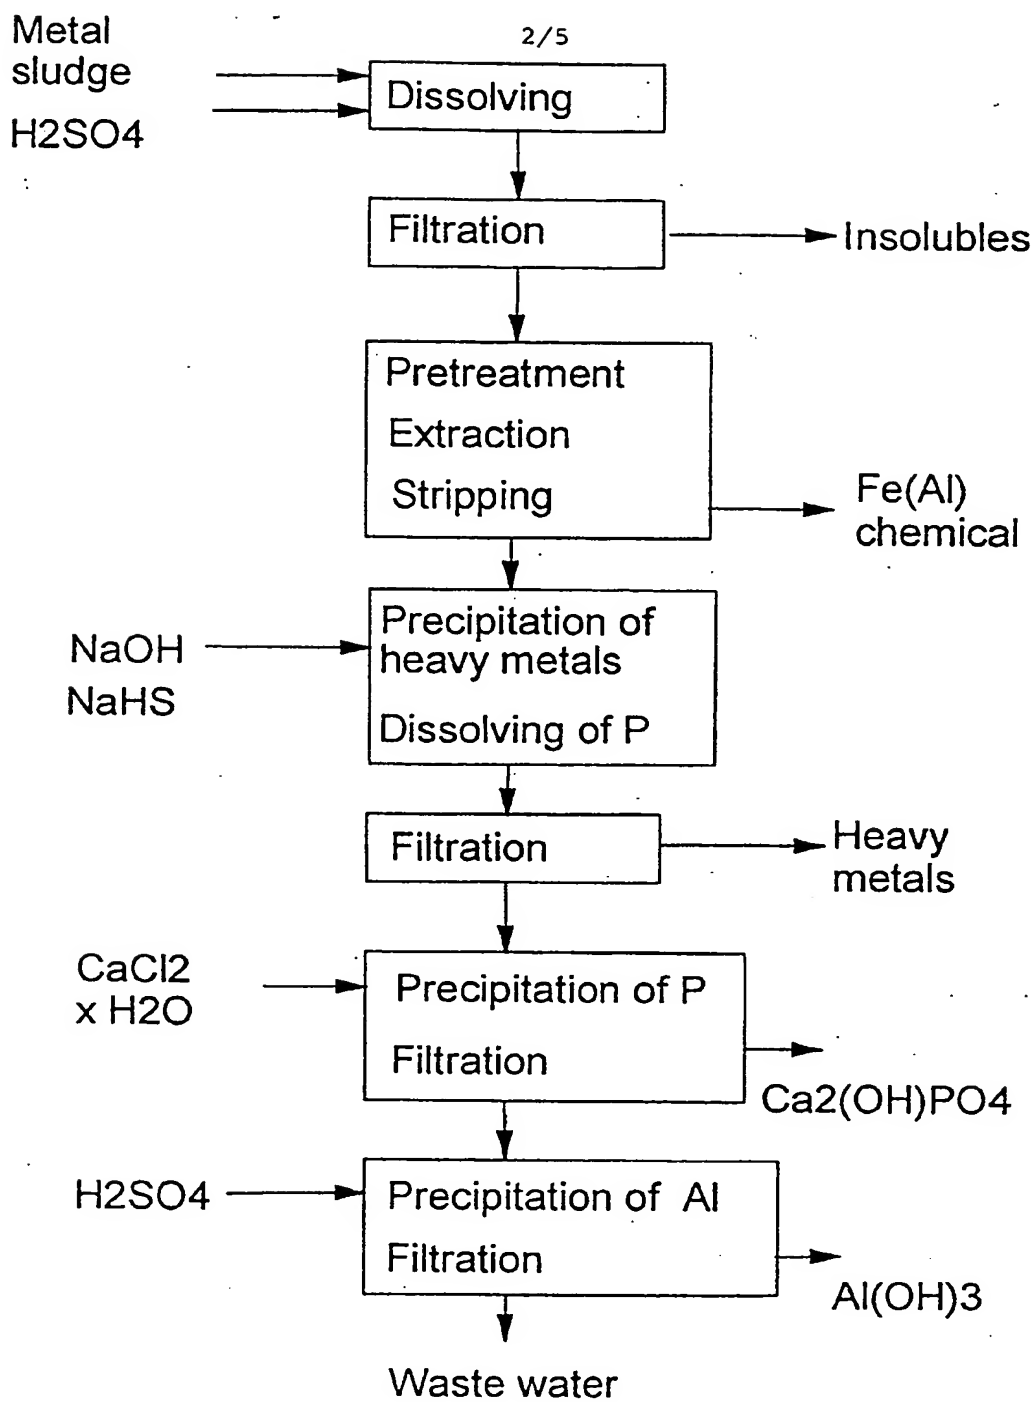 2/5
Metal
sludge
H2SO4
Dissolving
Filtration
Insolubles
Pretreatment
Extraction
Stripping
Fe(Al)
chemical
NaOH
NaHS
Precipitation of
heavy metals
Dissolving of P
Filtration
Heavy
metals
CaCl2
x H2O
Precipitation of P
Filtration
Ca2(OH)PO4
H2SO4
Precipitation of Al
Filtration
Al(OH)3
Waste water